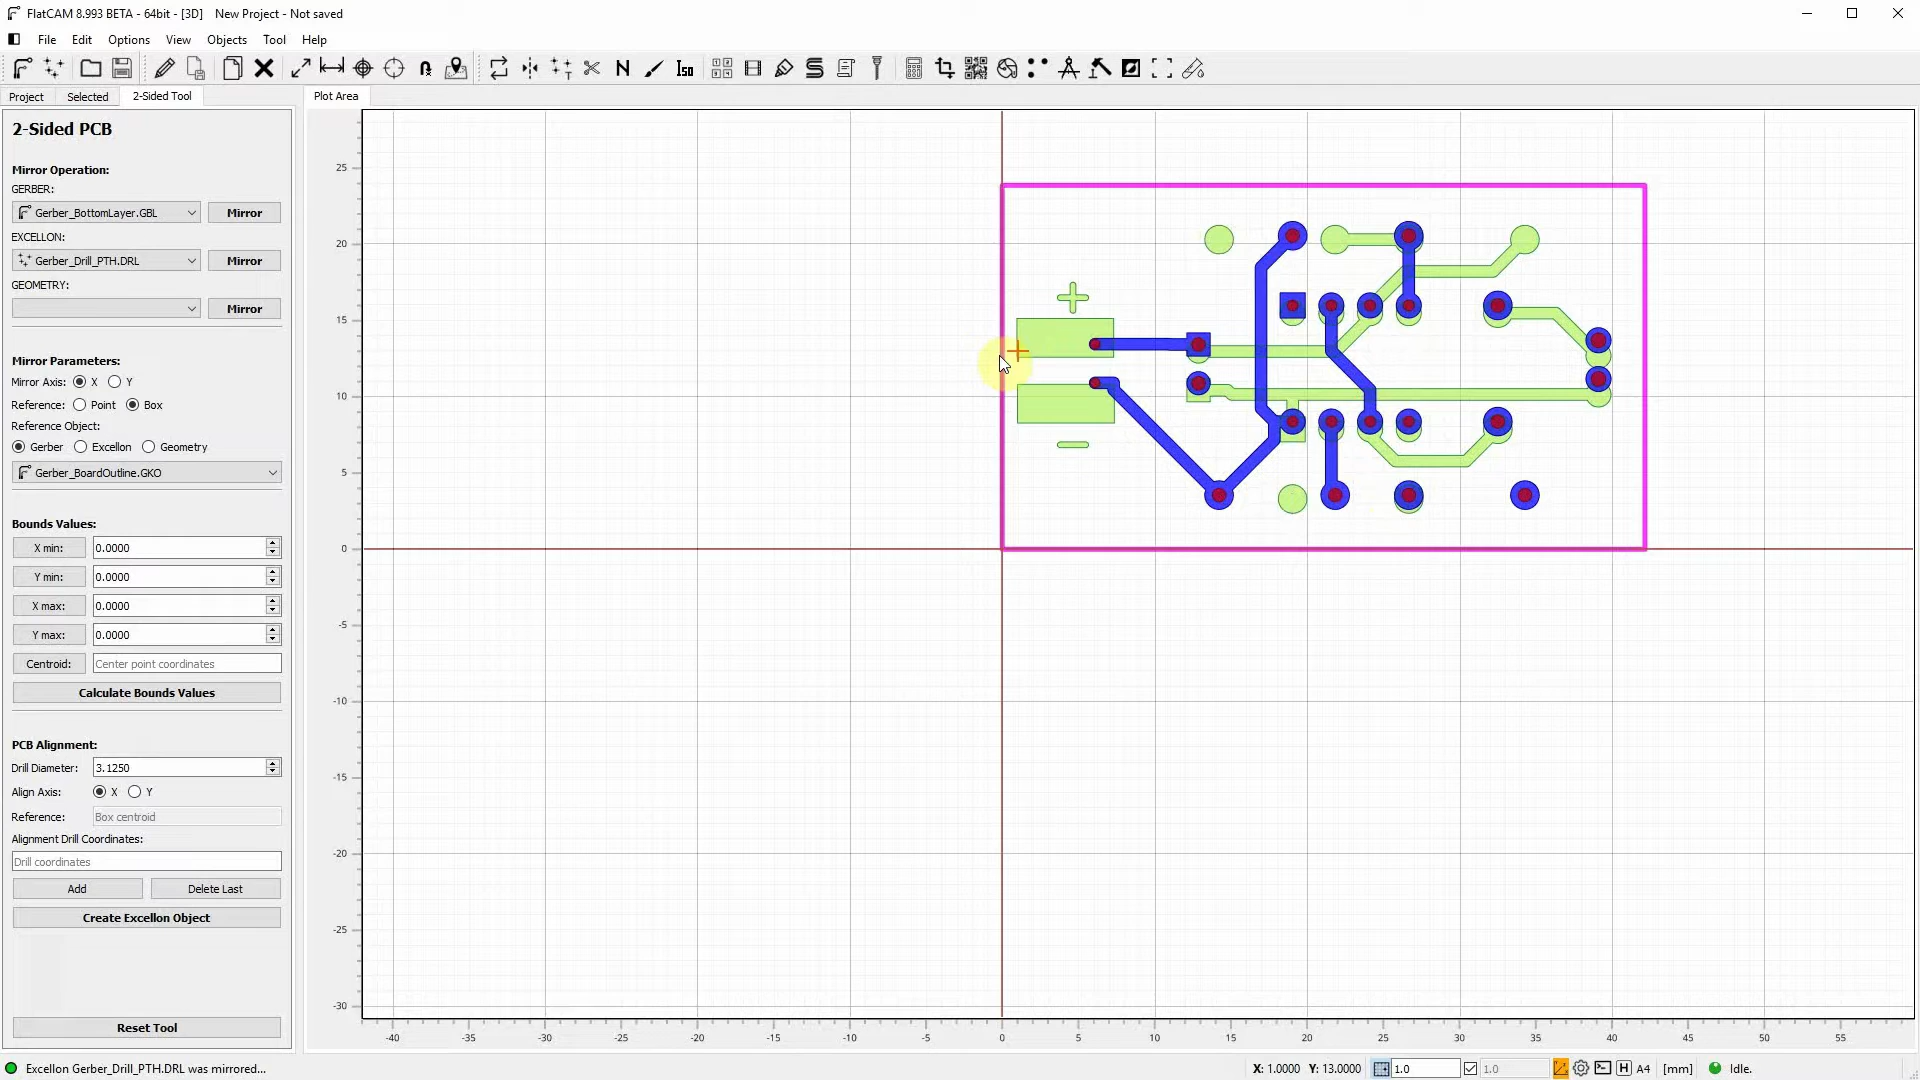 FlatCAM 8.993 BETA - 64bit - [3D]    New Project - Not saved
File Edit Options View Objects Tool Help
Project Selected 2-Sided Tool Plot Area
2-Sided PCB
Mirror Operation:
GERBER:
Gerber_BottomLayer.GBL Mirror
EXCELLON:
Gerber_Drill_PTH.DRL Mirror
GEOMETRY:
Mirror
Mirror Parameters:
Mirror Axis: X Y
Reference: Point Box
Reference Object:
Gerber Excellon Geometry
Gerber_BoardOutline.GKO
Bounds Values:
X min: 0.0000
Y min: 0.0000
X max: 0.0000
Y max: 0.0000
Centroid: Center point coordinates
Calculate Bounds Values
PCB Alignment:
Drill Diameter: 3.1250
Align Axis: X Y
Reference: Box centroid
Alignment Drill Coordinates:
Drill coordinates
Add Delete Last
Create Excellon Object
Reset Tool
25
20
15
10
5
0
-5
-10
-15
-20
-25
-30
-40 -35 -30 -25 -20 -15 -10 -5 0 5 10 15 20 25 30 35 40 45 50 55
Excellon Gerber_Drill_PTH.DRL was mirrored...
X: 1.0000 Y: 13.0000 1.0 1.0 H A4 [mm] Idle.